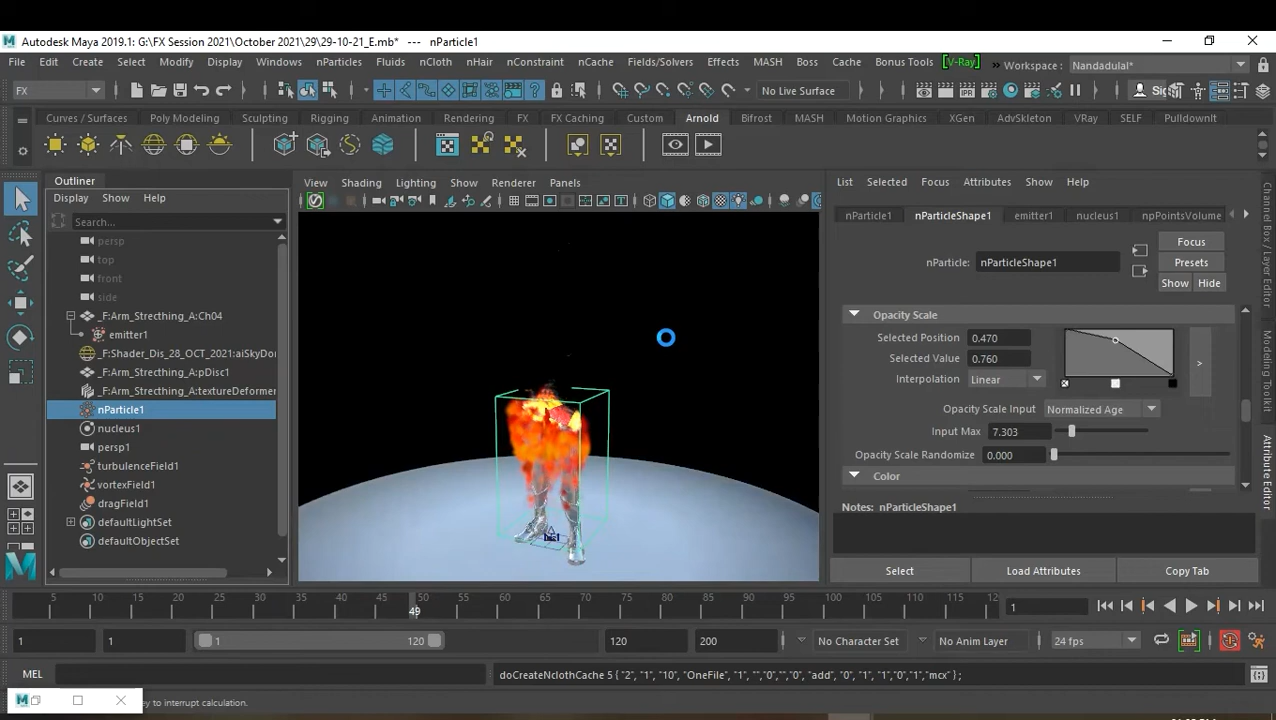 Autodesk Maya 2019.1: G:\FX Session 2021\October 2021\29\29-10-21_E.mb* --- nParticle1
File Edit Create Select Modify Display Windows nParticles Fluids nCloth nHair nConstraint nCache Fields/Solvers Effects MASH Boss Cache Bonus Tools [V-Ray] Workspace : Nandadulal*
FX No Live Surface
Curves / Surfaces Poly Modeling Sculpting Rigging Animation Rendering FX FX Caching Custom Arnold Bifrost MASH Motion Graphics XGen AdvSkeleton VRay SELF PulldownIt
Outliner
Display Show Help
Search...
persp
top
front
side
_F:Arm_Strecthing_A:Ch04
emitter1
_F:Shader_Dis_28_OCT_2021:aiSkyDor
_F:Arm_Strecthing_A:pDisc1
_F:Arm_Strecthing_A:textureDeformer
nParticle1
nucleus1
persp1
turbulenceField1
vortexField1
dragField1
defaultLightSet
defaultObjectSet
View Shading Lighting Show Renderer Panels
List Selected Focus Attributes Show Help
nParticle1 nParticleShape1 emitter1 nucleus1 npPointsVolume
nParticle: nParticleShape1
Focus
Presets
Show Hide
Opacity Scale
Selected Position 0.470
Selected Value 0.760
Interpolation Linear
>
Opacity Scale Input Normalized Age
Input Max 7.303
Opacity Scale Randomize 0.000
Color
Notes: nParticleShape1
Select Load Attributes Copy Tab
Channel Box / Layer Editor
Modeling Toolkit
Attribute Editor
5 10 15 20 25 30 35 40 45 50 55 60 65 70 75 80 85 90 95 100 105 110 115 12
49
1
1 1 1 120 120 200 No Character Set No Anim Layer 24 fps
MEL doCreateNclothCache 5 { "2", "1", "10", "OneFile", "1", "","0","","0", "add", "0", "1", "1","0","1","mcx" } ;
key to interrupt calculation.